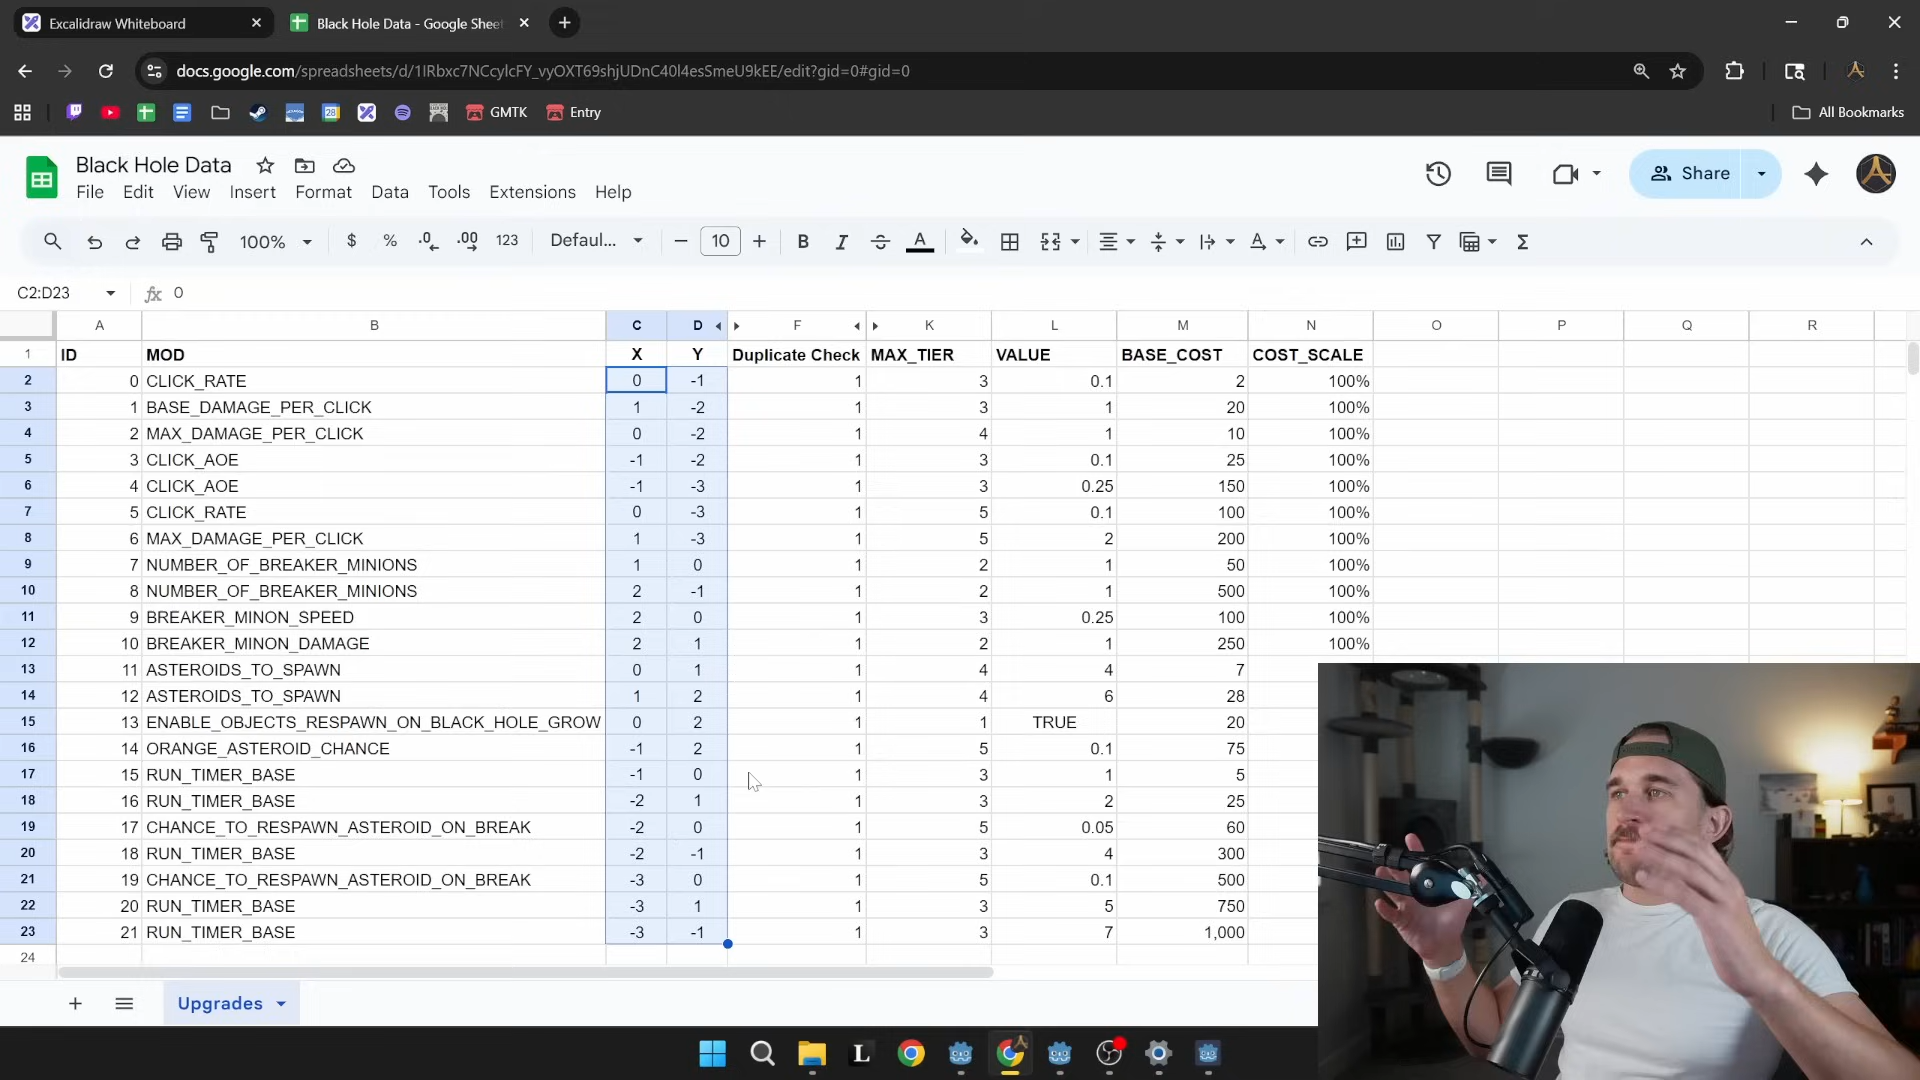 Excalidraw Whiteboard
Black Hole Data - Google Shee
docs.google.com/spreadsheets/d/1IRbxc7NCcylcFY_vyOXT69shjUDnC40l4esSmeU9kEE/edit?gid=0#gid=0
28
GMTK
Entry
All Bookmarks
Black Hole Data
File Edit View Insert Format Data Tools Extensions Help
Share
100% $ % .0 .00 123 Defaul... 10 B I A
C2:D23 fx 0
A B C D F K L M N O P Q R
1 ID MOD X Y Duplicate Check MAX_TIER VALUE BASE_COST COST_SCALE
2 0 CLICK_RATE 0 -1 1 3 0.1 2 100%
3 1 BASE_DAMAGE_PER_CLICK 1 -2 1 3 1 20 100%
4 2 MAX_DAMAGE_PER_CLICK 0 -2 1 4 1 10 100%
5 3 CLICK_AOE -1 -2 1 3 0.1 25 100%
6 4 CLICK_AOE -1 -3 1 3 0.25 150 100%
7 5 CLICK_RATE 0 -3 1 5 0.1 100 100%
8 6 MAX_DAMAGE_PER_CLICK 1 -3 1 5 2 200 100%
9 7 NUMBER_OF_BREAKER_MINIONS 1 0 1 2 1 50 100%
10 8 NUMBER_OF_BREAKER_MINIONS 2 -1 1 2 1 500 100%
11 9 BREAKER_MINON_SPEED 2 0 1 3 0.25 100 100%
12 10 BREAKER_MINON_DAMAGE 2 1 1 2 1 250 100%
13 11 ASTEROIDS_TO_SPAWN 0 1 1 4 4 7
14 12 ASTEROIDS_TO_SPAWN 1 2 1 4 6 28
15 13 ENABLE_OBJECTS_RESPAWN_ON_BLACK_HOLE_GROW 0 2 1 1 TRUE 20
16 14 ORANGE_ASTEROID_CHANCE -1 2 1 5 0.1 75
17 15 RUN_TIMER_BASE -1 0 1 3 1 5
18 16 RUN_TIMER_BASE -2 1 1 3 2 25
19 17 CHANCE_TO_RESPAWN_ASTEROID_ON_BREAK -2 0 1 5 0.05 60
20 18 RUN_TIMER_BASE -2 -1 1 3 4 300
21 19 CHANCE_TO_RESPAWN_ASTEROID_ON_BREAK -3 0 1 5 0.1 500
22 20 RUN_TIMER_BASE -3 1 1 3 5 750
23 21 RUN_TIMER_BASE -3 -1 1 3 7 1,000
24
Upgrades
L